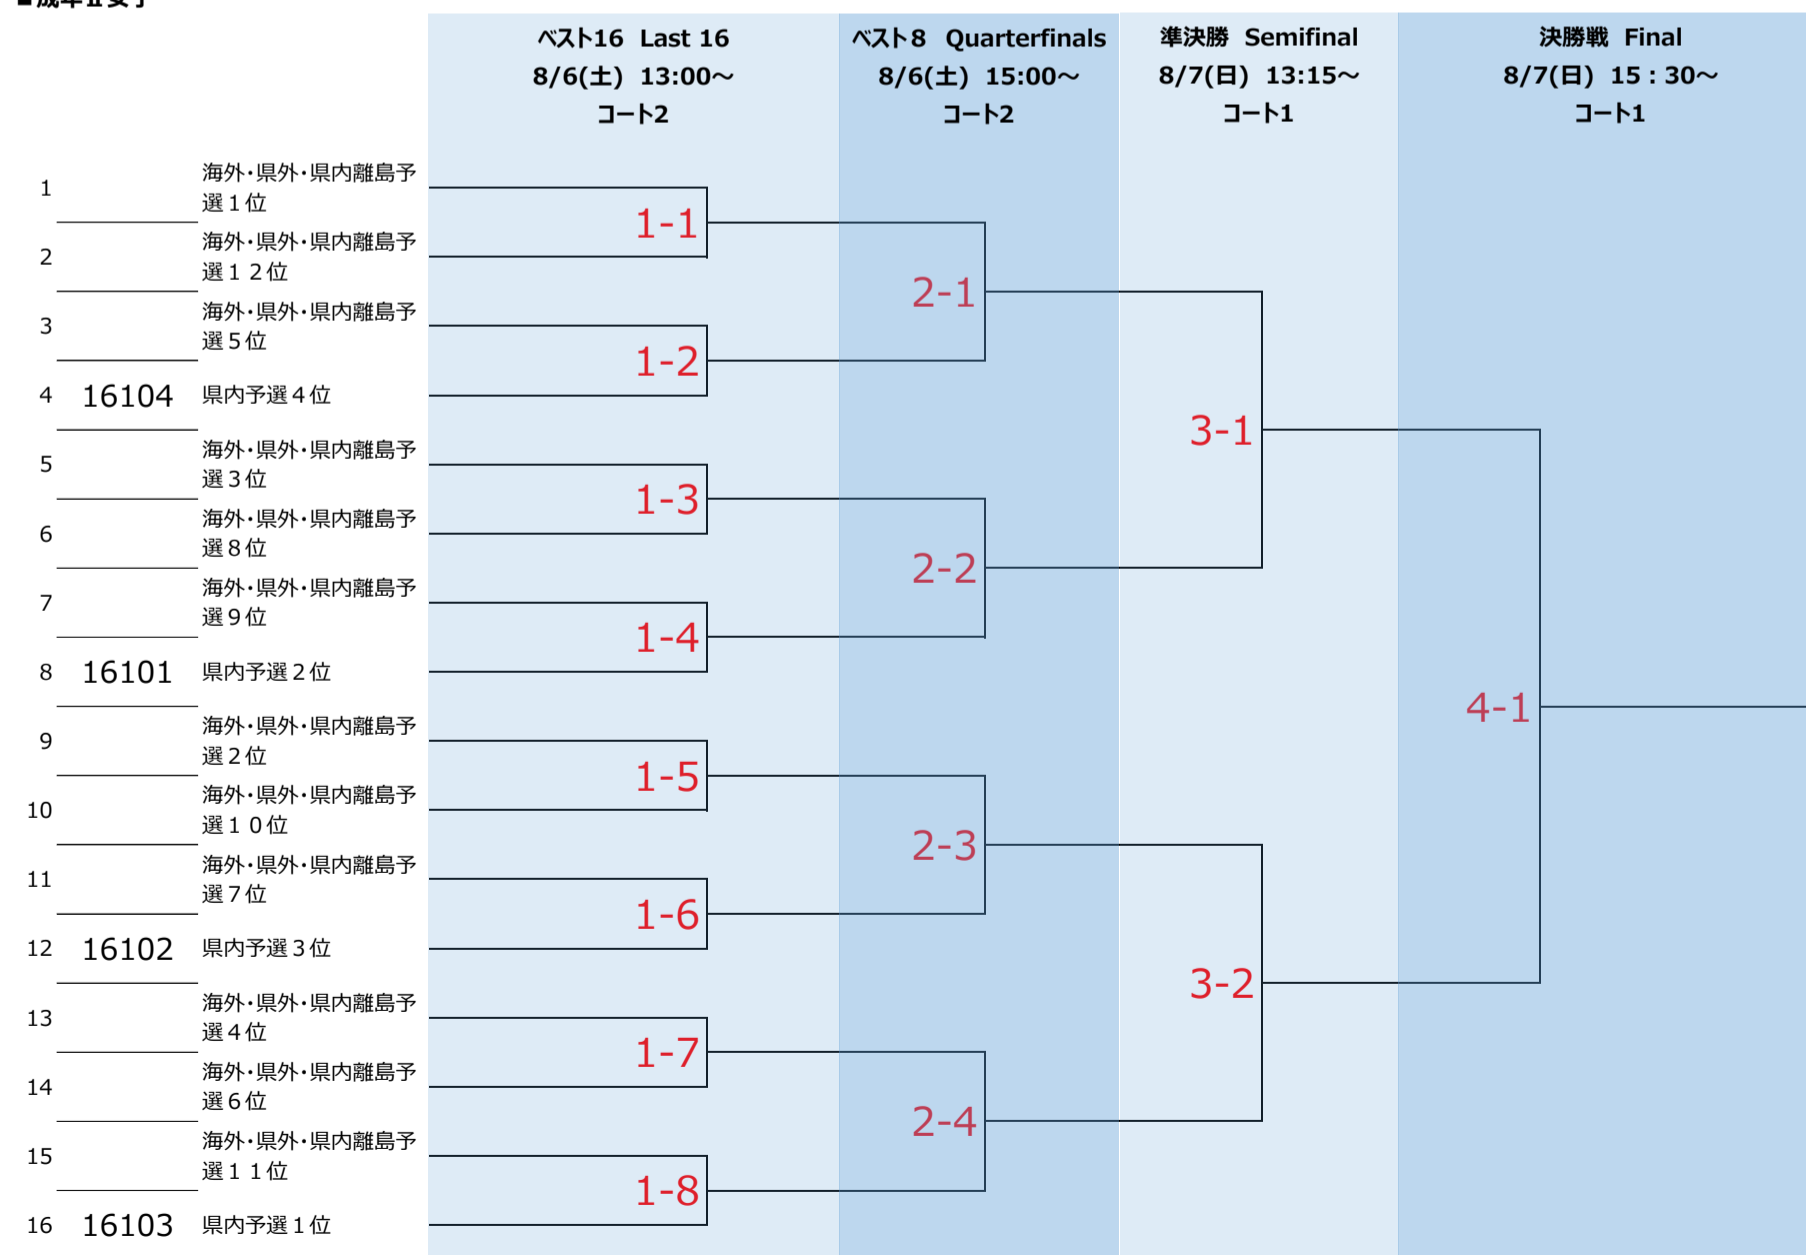 ベスト16 Last 16
8/6(土) 13:00～
コート2
ベスト8 Quarterfinals
8/6(土) 15:00～
コート2
準決勝 Semifinal
8/7(日) 13:15～
コート1
決勝戦 Final
8/7(日) 15：30～
コート1
1 海外・県外・県内離島予
選１位
2 海外・県外・県内離島予
選１２位
3 海外・県外・県内離島予
選５位
4 16104 県内予選４位
5 海外・県外・県内離島予
選３位
6 海外・県外・県内離島予
選８位
7 海外・県外・県内離島予
選９位
8 16101 県内予選２位
9 海外・県外・県内離島予
選２位
10 海外・県外・県内離島予
選１０位
11 海外・県外・県内離島予
選７位
12 16102 県内予選３位
13 海外・県外・県内離島予
選４位
14 海外・県外・県内離島予
選６位
15 海外・県外・県内離島予
選１１位
16 16103 県内予選１位
1-1
1-2
1-3
1-4
1-5
1-6
1-7
1-8
2-1
2-2
2-3
2-4
3-1
3-2
4-1